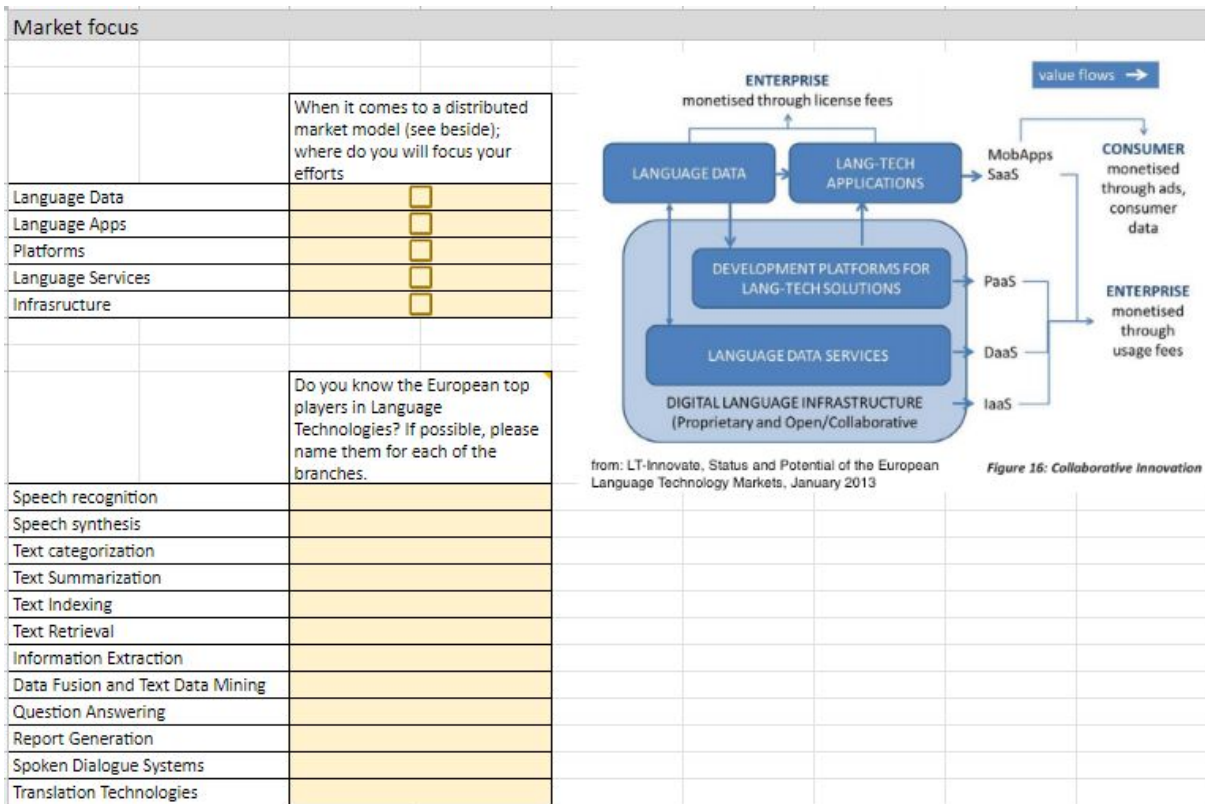 Market focus
When it comes to a distributed
market model (see beside);
where do you will focus your
efforts
Language Data
Language Apps
Platforms
Language Services
Infrasructure
Do you know the European top
players in Language
Technologies? If possible, please
name them for each of the
branches.
Speech recognition
Speech synthesis
Text categorization
Text Summarization
Text Indexing
Text Retrieval
Information Extraction
Data Fusion and Text Data Mining
Question Answering
Report Generation
Spoken Dialogue Systems
Translation Technologies
value flows
ENTERPRISE
monetised through license fees
LANGUAGE DATA
LANG-TECH
APPLICATIONS
MobApps
SaaS
CONSUMER
monetised
through ads,
consumer
data
DEVELOPMENT PLATFORMS FOR
LANG-TECH SOLUTIONS
PaaS
ENTERPRISE
monetised
through
usage fees
LANGUAGE DATA SERVICES
DaaS
DIGITAL LANGUAGE INFRASTRUCTURE
(Proprietary and Open/Collaborative
IaaS
from: LT-Innovate, Status and Potential of the European
Language Technology Markets, January 2013
Figure 16: Collaborative Innovation